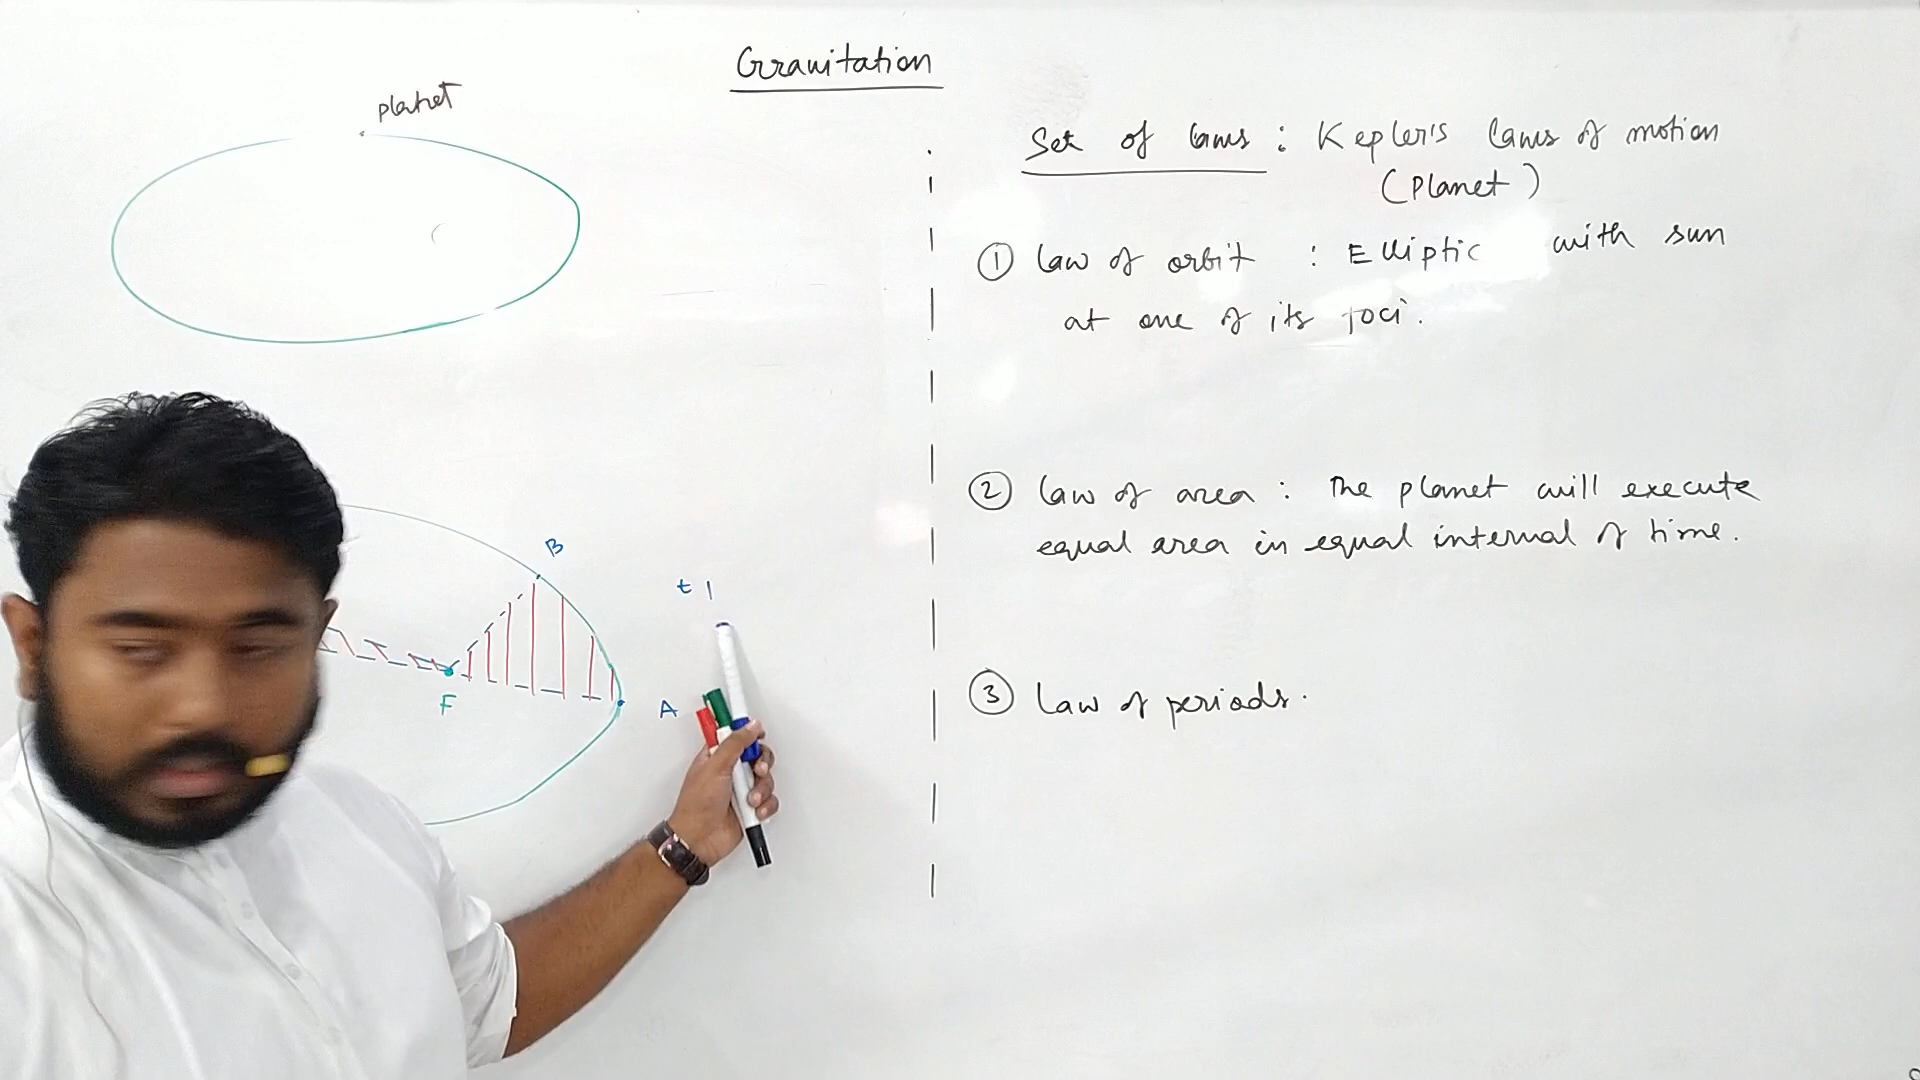 Gravitation
planet
B
t 1
F
A
Set of laws : Kepler's laws of motion
(Planet)
① Law of orbit : Elliptic with sun
at one of its foci.
② Law of area : The planet will execute
equal area in equal interval of time.
③ Law of periods.